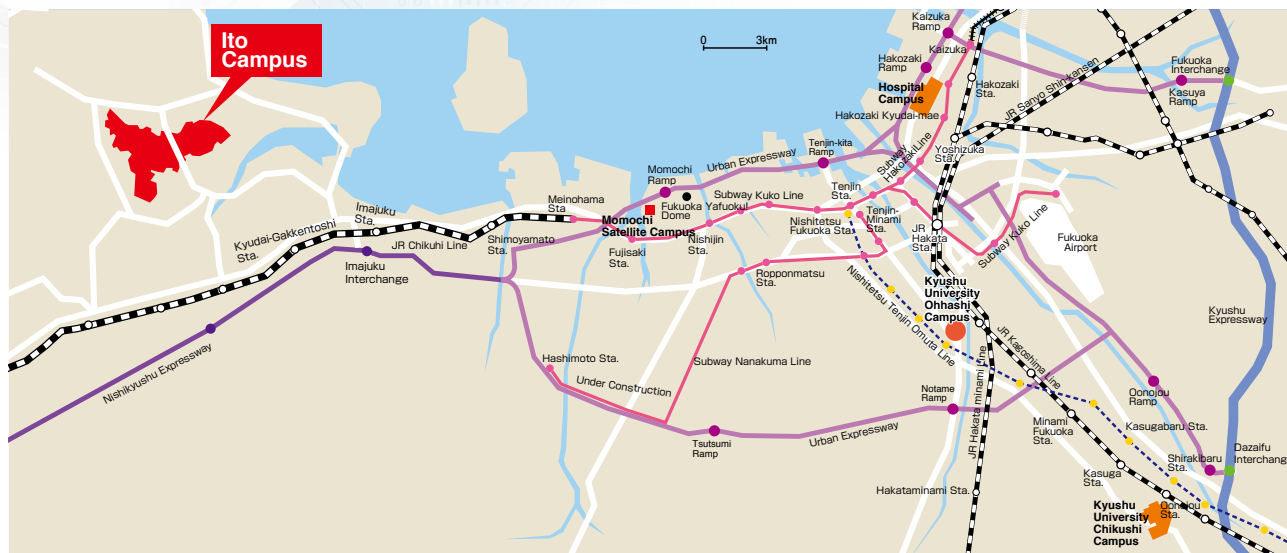 Ito
Campus
0
3km
Kaizuka
Ramp
Kaizuka
Hakozaki
Ramp
Hospital
Campus
Hakozaki
Sta.
Hakozaki Kyudai-mae
JR Sanyo Shin-kansen
Fukuoka
Interchange
Kasuya
Ramp
Tenjin-kita
Ramp
Urban Expressway
Subway
Hakozaki Line
Yoshizuka
Sta.
Momochi
Ramp
Fukuoka
Dome
Momochi
Satellite Campus
Meinohama
Sta
Subway Kuko Line
Yafuoku!
Tenjin
Sta.
Tenjin-
Minami
Sta.
Nishitetsu
Fukuoka Sta.
JR
Hakata
Sta.
Subway Kuko Line
Fukuoka
Airport
Imajuku
Sta.
Kyudai-Gakkentoshi
Sta.
JR Chikuhi Line
Shimoyamato
Sta.
Fujisaki
Sta.
Nishijin
Sta.
Ropponmatsu
Sta.
Imajuku
Interchange
Kyushu
University
Ohhashi
Campus
Nishitetsu Tenjin Omuta Line
Kyushu
Expressway
Nishikyushu Expressway
Hashimoto Sta.
Under Construction
Subway Nanakuma Line
JR Kagoshima Line
JR Hakata minami Line
Notame
Ramp
Oonojou
Ramp
Tsutsumi
Ramp
Urban Expressway
Minami
Fukuoka
Sta.
Kasugabaru Sta.
Kasuga
Sta.
Shirakibaru
Sta.
Dazaifu
Interchang
Hakataminami Sta.
Kyushu
University
Chikushi
Campus
Oonojou
Sta.